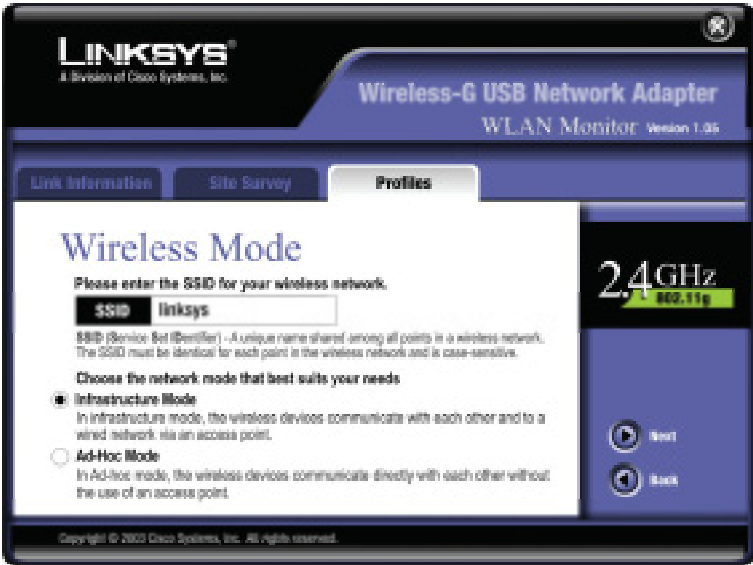 LINKSYS®
A Division of Cisco Systems, Inc.
Wireless-G USB Network Adapter
WLAN Monitor Version 1.05
Link Information Site Survey Profiles
Wireless Mode
Please enter the SSID for your wireless network.
SSID linksys
SSID (Service Set IDentifier) - A unique name shared among all points in a wireless network.
The SSID must be identical for each point in the wireless network and is case-sensitive.
Choose the network mode that best suits your needs
Infrastructure Mode
In infrastructure mode, the wireless devices communicate with each other and to a
wired network via an access point.
Ad-Hoc Mode
In Ad-hoc mode, the wireless devices communicate directly with each other without
the use of an access point.
2.4GHz
802.11g
Next
Back
Copyright © 2003 Cisco Systems, Inc. All rights reserved.